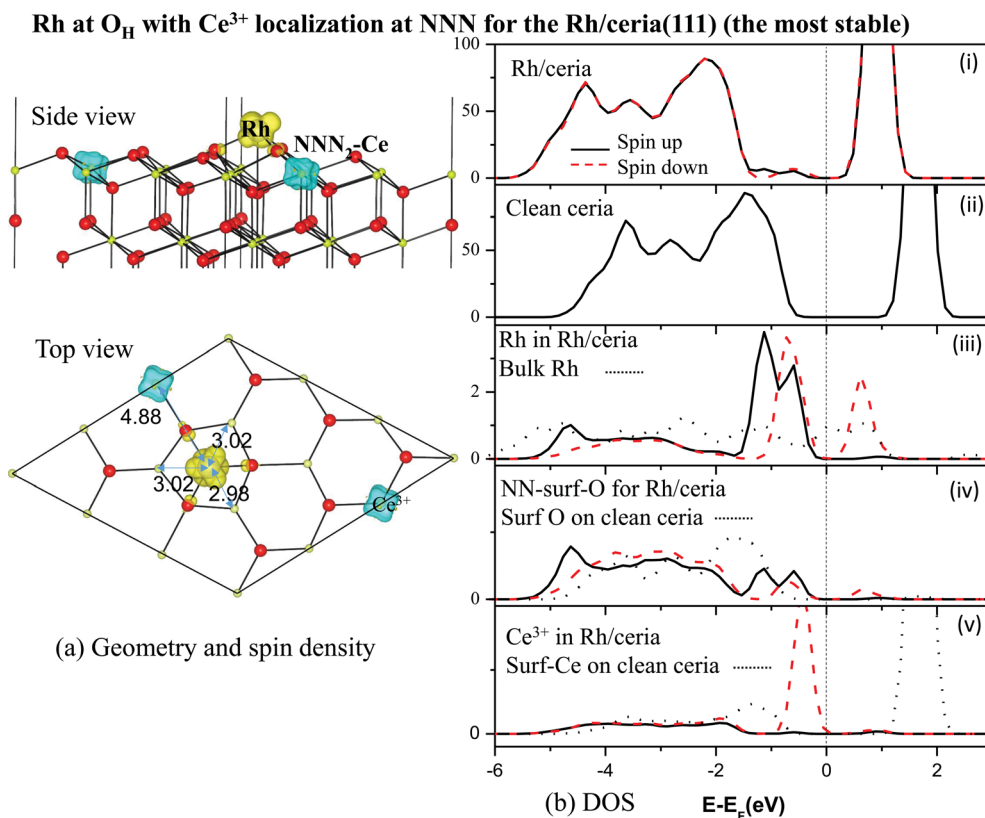 Rh at O_H with Ce³⁺ localization at NNN for the Rh/ceria(111) (the most stable)
Side view
Rh
NNN₂-Ce
Top view
4.88
3.02
3.02
2.98
Ce³⁺
(a) Geometry and spin density
100
50
0
Rh/ceria
(i)
Spin up
Spin down
50
0
Clean ceria
(ii)
2
0
Rh in Rh/ceria
(iii)
Bulk Rh
0
NN-surf-O for Rh/ceria
(iv)
Surf O on clean ceria
0
Ce³⁺ in Rh/ceria
(v)
Surf-Ce on clean ceria
-6 -4 -2 0 2
(b) DOS
E-E_F(eV)